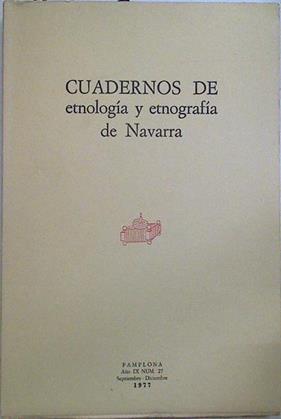 CUADERNOS DE
etnología y etnografía
de Navarra
PAMPLONA
Año IX NUM. 27
Septiembre - Diciembre
1977